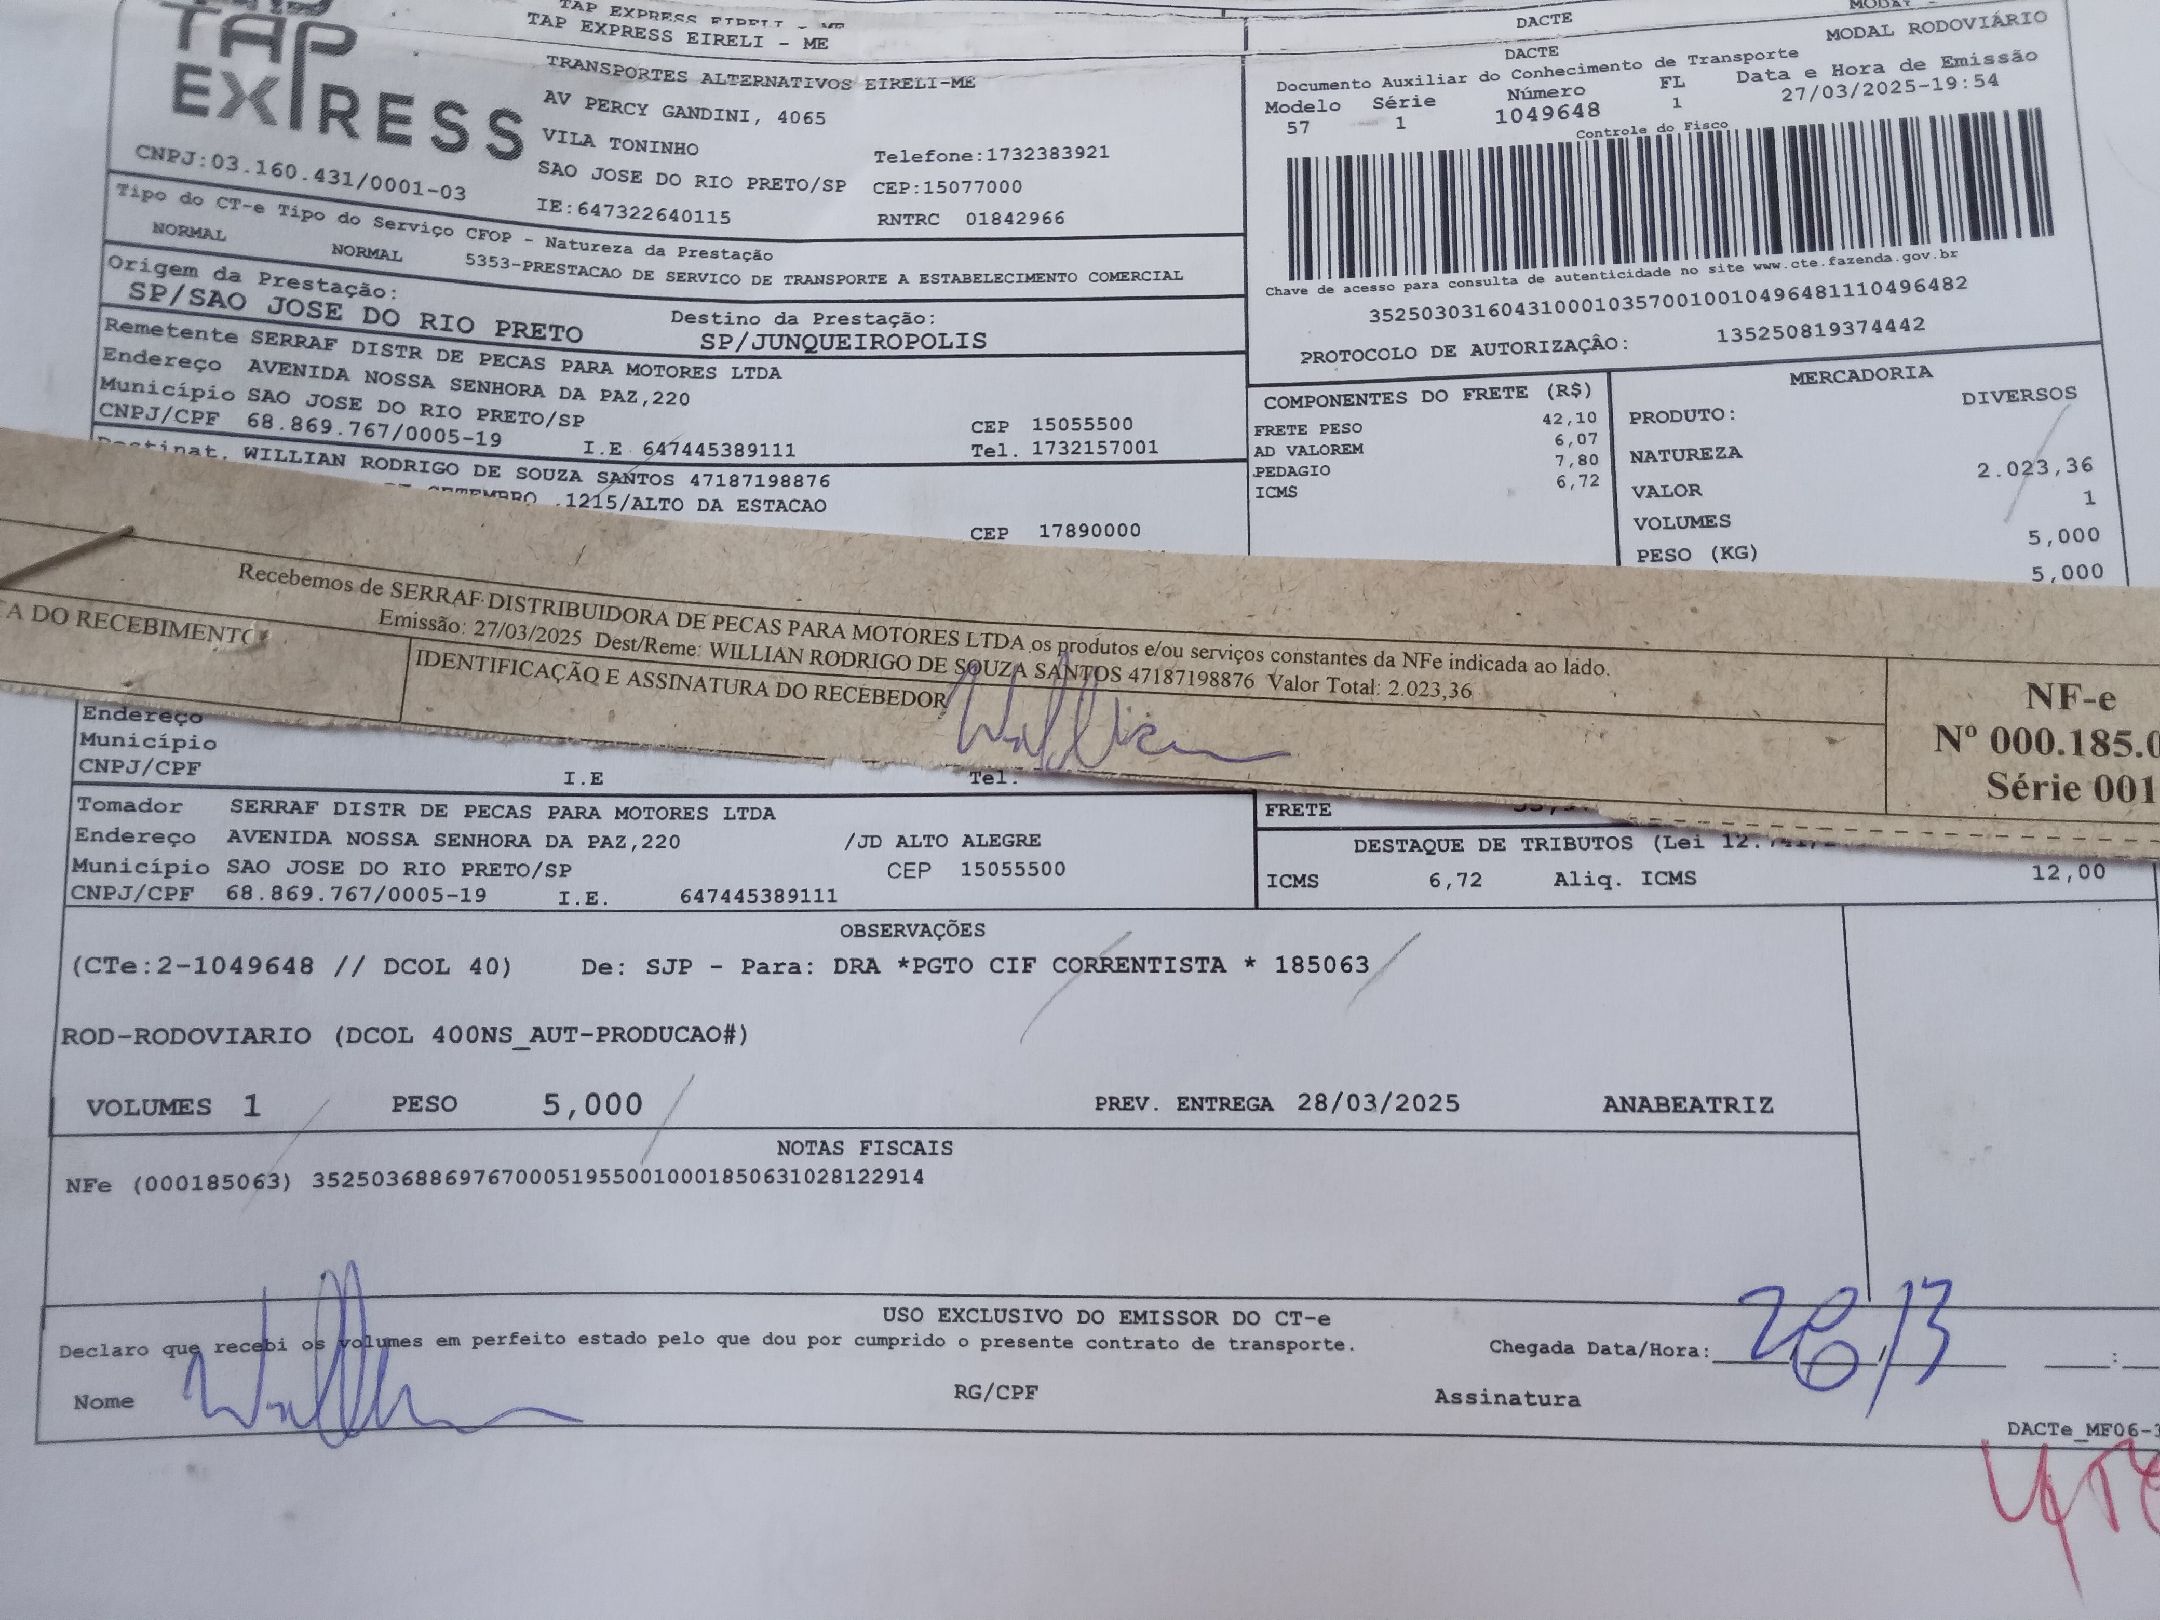 TAP EXPRESS
TAP EXPRESS EIRELI - ME
TAP EXPRESS EIRELI - ME
TRANSPORTES ALTERNATIVOS EIRELI-ME
AV PERCY GANDINI, 4065
VILA TONINHO
Telefone:1732383921
SAO JOSE DO RIO PRETO/SP CEP:15077000
CNPJ:03.160.431/0001-03
IE:647322640115 RNTRC 01842966
DACTE
MODAL RODOVIÁRIO
DACTE
Documento Auxiliar do Conhecimento de Transporte
Modelo Série Número FL Data e Hora de Emissão
57 1 1049648 1 27/03/2025-19:54
Controle do Fisco
Chave de acesso para consulta de autenticidade no site www.cte.fazenda.gov.br
35250303160431000103570010010496481110496482
PROTOCOLO DE AUTORIZAÇÂO: 135250819374442
Tipo do CT-e Tipo do Serviço CFOP - Natureza da Prestação
NORMAL NORMAL 5353-PRESTACAO DE SERVICO DE TRANSPORTE A ESTABELECIMENTO COMERCIAL
Origem da Prestação: Destino da Prestação:
SP/SAO JOSE DO RIO PRETO SP/JUNQUEIROPOLIS
Remetente SERRAF DISTR DE PECAS PARA MOTORES LTDA
Endereço AVENIDA NOSSA SENHORA DA PAZ,220
Município SAO JOSE DO RIO PRETO/SP CEP 15055500
CNPJ/CPF 68.869.767/0005-19 I.E 647445389111 Tel. 1732157001
Destinat. WILLIAN RODRIGO DE SOUZA SANTOS 47187198876
SETEMBRO ,1215/ALTO DA ESTACAO
CEP 17890000
COMPONENTES DO FRETE (R$)
FRETE PESO 42,10
AD VALOREM 6,07
PEDAGIO 7,80
ICMS 6,72
MERCADORIA
PRODUTO: DIVERSOS
NATUREZA
VALOR 2.023,36
VOLUMES 1
PESO (KG) 5,000
5,000
Recebemos de SERRAF DISTRIBUIDORA DE PECAS PARA MOTORES LTDA os produtos e/ou serviços constantes da NFe indicada ao lado.
Emissão: 27/03/2025 Dest/Reme: WILLIAN RODRIGO DE SOUZA SANTOS 47187198876 Valor Total: 2.023,36
TA DO RECEBIMENTO
IDENTIFICAÇÃO E ASSINATURA DO RECEBEDOR
Willian
NF-e
Nº 000.185.0
Série 001
Endereço
Município
CNPJ/CPF I.E Tel.
Tomador SERRAF DISTR DE PECAS PARA MOTORES LTDA
Endereço AVENIDA NOSSA SENHORA DA PAZ,220 /JD ALTO ALEGRE
Município SAO JOSE DO RIO PRETO/SP CEP 15055500
CNPJ/CPF 68.869.767/0005-19 I.E. 647445389111
FRETE
DESTAQUE DE TRIBUTOS (Lei 12.
ICMS 6,72 Aliq. ICMS 12,00
OBSERVAÇÕES
(CTe:2-1049648 // DCOL 40) De: SJP - Para: DRA *PGTO CIF CORRENTISTA * 185063
ROD-RODOVIARIO (DCOL 400NS_AUT-PRODUCAO#)
VOLUMES 1 PESO 5,000 PREV. ENTREGA 28/03/2025 ANABEATRIZ
NOTAS FISCAIS
NFe (000185063) 35250368869767000519550010001850631028122914
USO EXCLUSIVO DO EMISSOR DO CT-e
Declaro que recebi os volumes em perfeito estado pelo que dou por cumprido o presente contrato de transporte. Chegada Data/Hora: 28/3 :
Nome RG/CPF Assinatura
DACTe_MF06-3